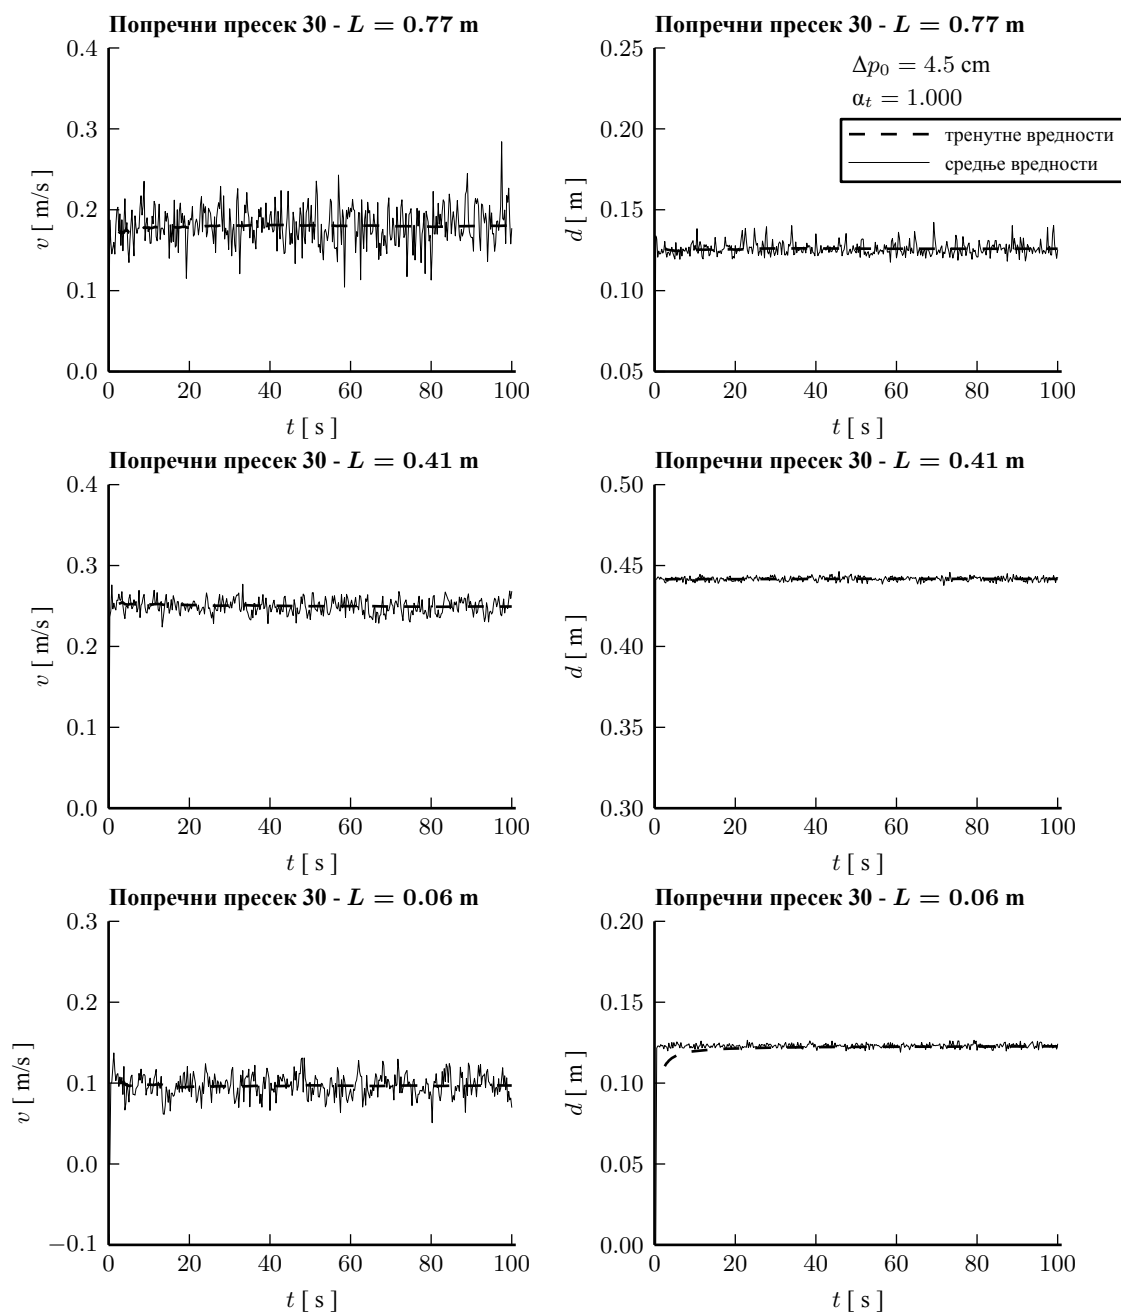 Попречни пресек 30 - L = 0.77 m
0.4
0.3
0.2
0.1
0.0
v [ m/s ]
0 20 40 60 80 100
t [ s ]
Попречни пресек 30 - L = 0.77 m
Δp₀ = 4.5 cm
αₜ = 1.000
тренутне вредности
средње вредности
0.25
0.20
0.15
0.10
0.05
d [ m ]
0 20 40 60 80 100
t [ s ]
Попречни пресек 30 - L = 0.41 m
0.4
0.3
0.2
0.1
0.0
v [ m/s ]
0 20 40 60 80 100
t [ s ]
Попречни пресек 30 - L = 0.41 m
0.50
0.45
0.40
0.35
0.30
d [ m ]
0 20 40 60 80 100
t [ s ]
Попречни пресек 30 - L = 0.06 m
0.3
0.2
0.1
0.0
−0.1
v [ m/s ]
0 20 40 60 80 100
t [ s ]
Попречни пресек 30 - L = 0.06 m
0.20
0.15
0.10
0.05
0.00
d [ m ]
0 20 40 60 80 100
t [ s ]